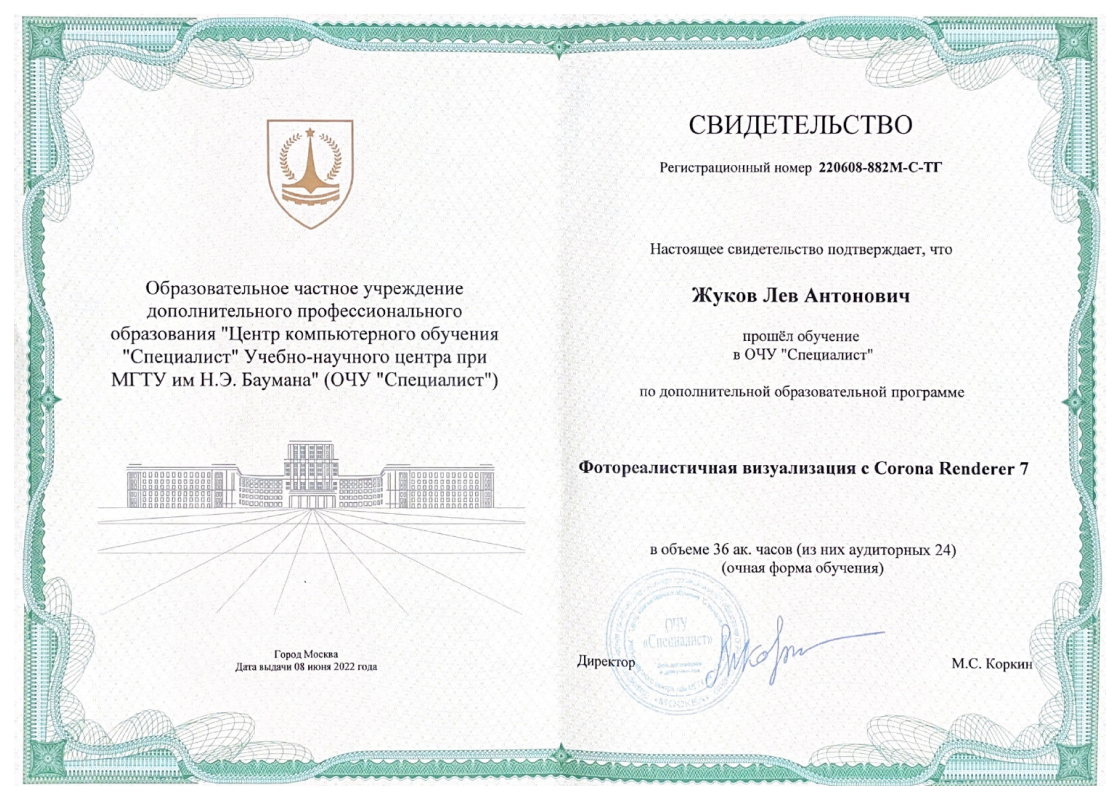 Образовательное частное учреждение
дополнительного профессионального
образования "Центр компьютерного обучения
"Специалист" Учебно-научного центра при
МГТУ им Н.Э. Баумана" (ОЧУ "Специалист")
Город Москва
Дата выдачи 08 июня 2022 года
СВИДЕТЕЛЬСТВО
Регистрационный номер 220608-882М-С-ТГ
Настоящее свидетельство подтверждает, что
Жуков Лев Антонович
прошёл обучение
в ОЧУ "Специалист"
по дополнительной образовательной программе
Фотореалистичная визуализация с Corona Renderer 7
в объеме 36 ак. часов (из них аудиторных 24)
(очная форма обучения)
ОЧУ
«Специалист»
МОСКВА
Директор
М.С. Коркин